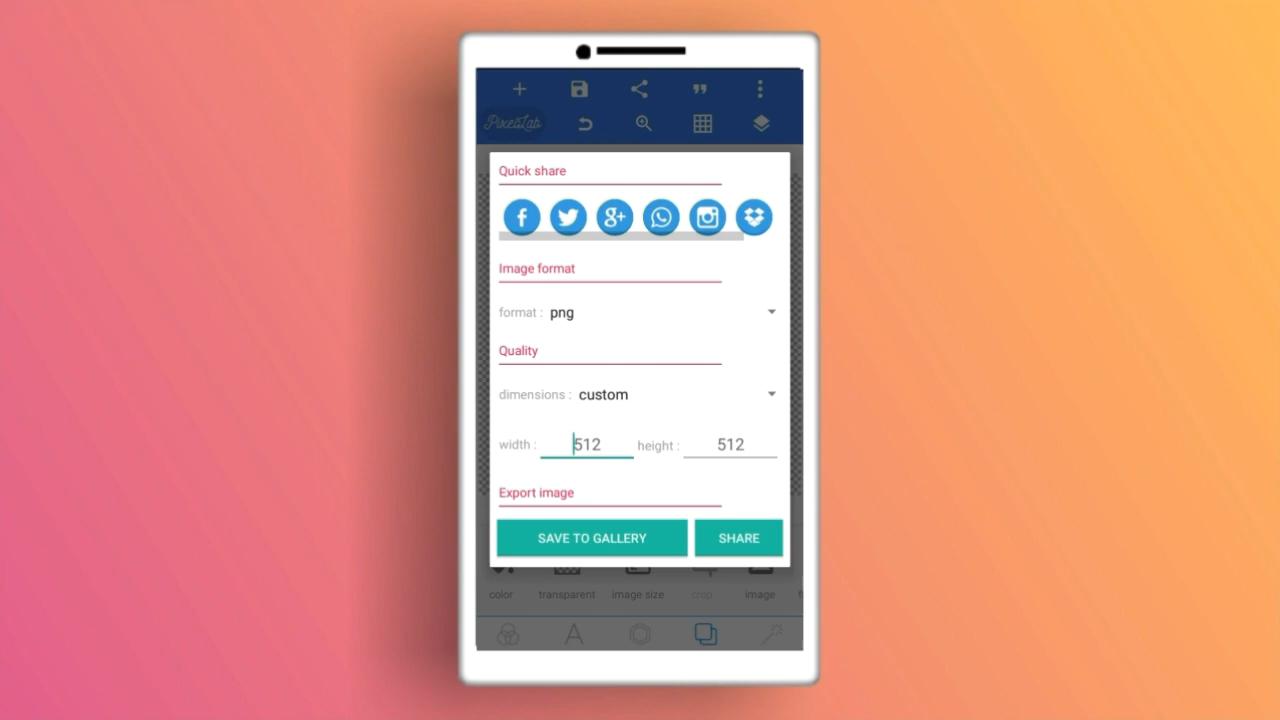 PixelLab
Quick share
Image format
format : png
Quality
dimensions : custom
width : 512 height : 512
Export image
SAVE TO GALLERY SHARE
color transparent image size crop image